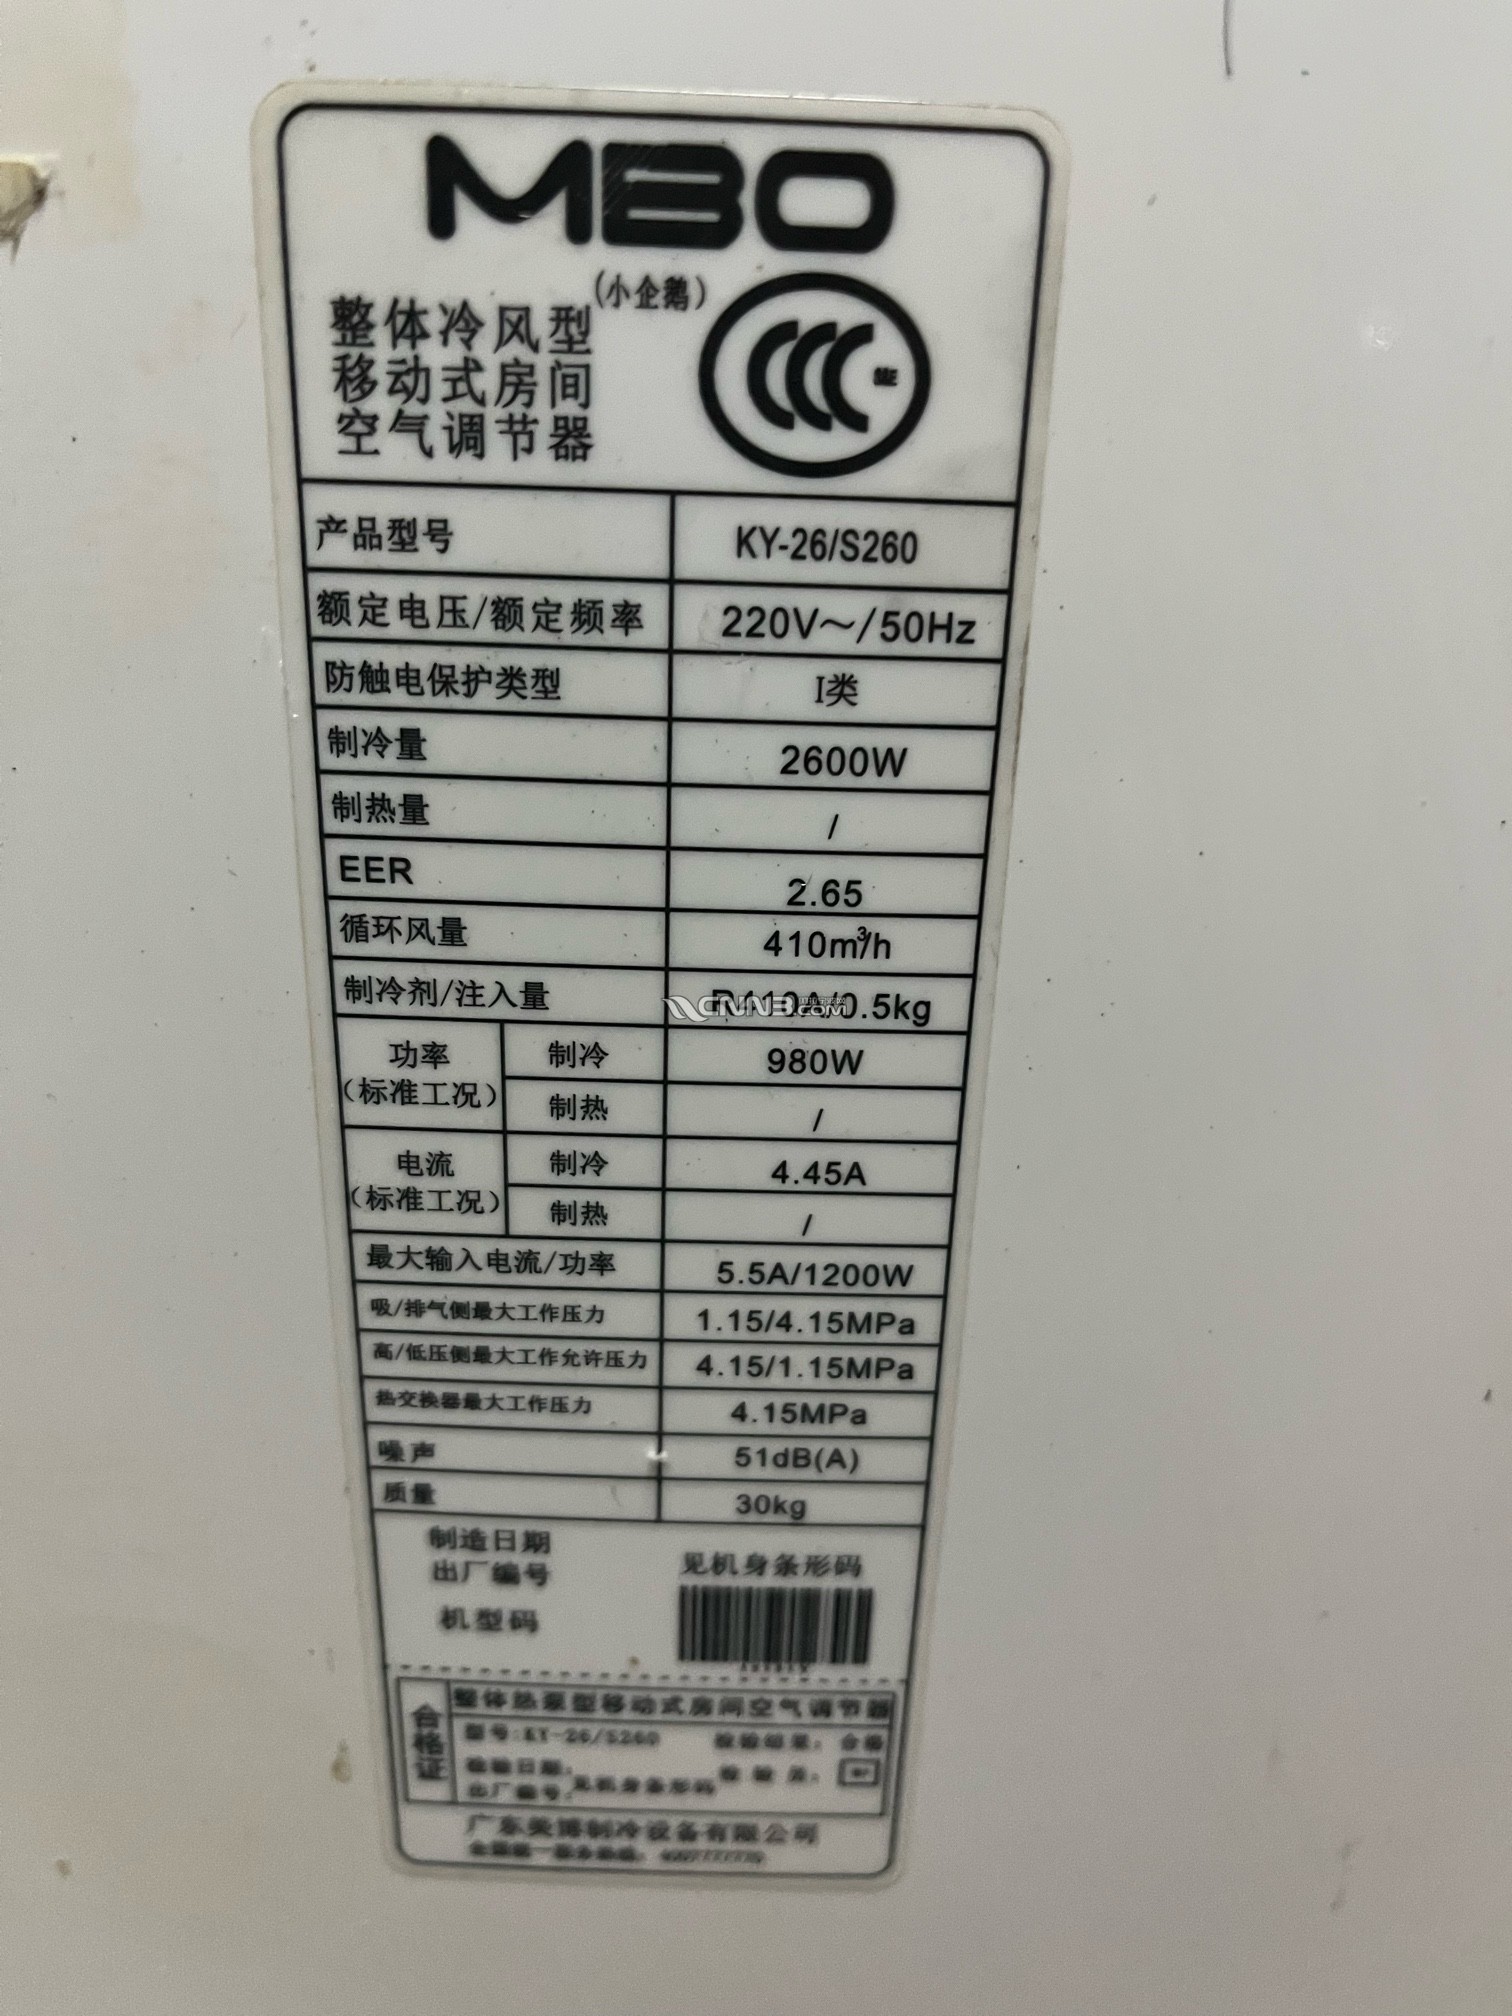 MBO
(小企鹅)
整体冷风型
移动式房间
空气调节器
产品型号 KY-26/S260
额定电压/额定频率 220V～/50Hz
防触电保护类型 I类
制冷量 2600W
制热量 /
EER 2.65
循环风量 410m³/h
制冷剂/注入量 R410A/0.5kg
CNNB.COM
功率(标准工况) 制冷 980W
制热 /
电流(标准工况) 制冷 4.45A
制热 /
最大输入电流/功率 5.5A/1200W
吸/排气侧最大工作压力 1.15/4.15MPa
高/低压侧最大工作允许压力 4.15/1.15MPa
热交换器最大工作压力 4.15MPa
噪声 51dB(A)
质量 30kg
制造日期
出厂编号 见机身条形码
机型码
合格证
整体热泵型移动式房间空气调节器
型号:KY-26/S260 检验结果：合格
检验日期: 检验员：
出厂编号: 见机身条形码
广东美博制冷设备有限公司